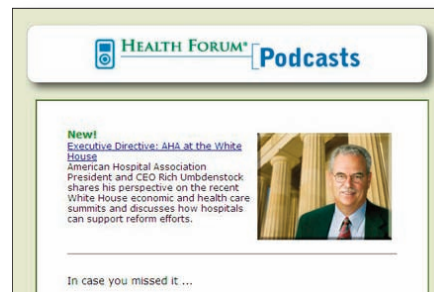 HEALTH FORUM® Podcasts
New!
Executive Directive: AHA at the White
House
American Hospital Association
President and CEO Rich Umbdenstock
shares his perspective on the recent
White House economic and health care
summits and discusses how hospitals
can support reform efforts.
In case you missed it ...